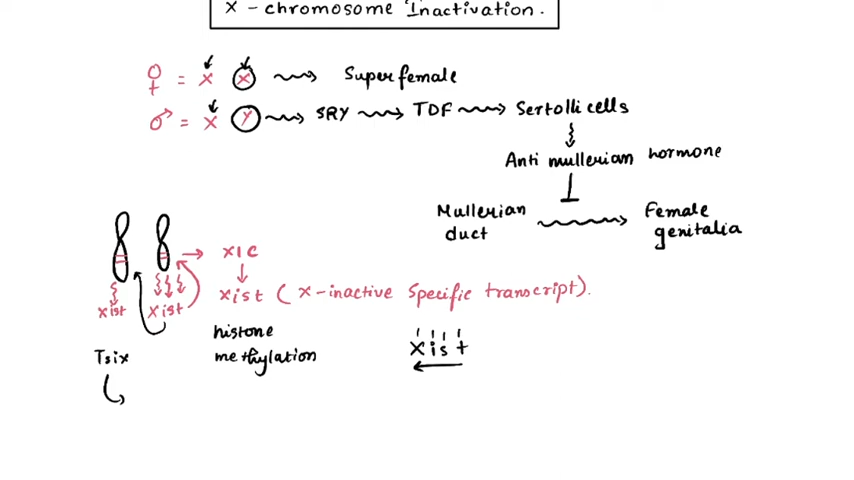 X - chromosome Inactivation.
♀ = X X → Superfemale
♂ = X Y → SRY → TDF → Sertolli cells
Anti mullerian hormone
Mullerian duct → Female genitalia
→ XIC
xist xist xist ( X-inactive Specific transcript).
histone
Tsix methylation
Xist